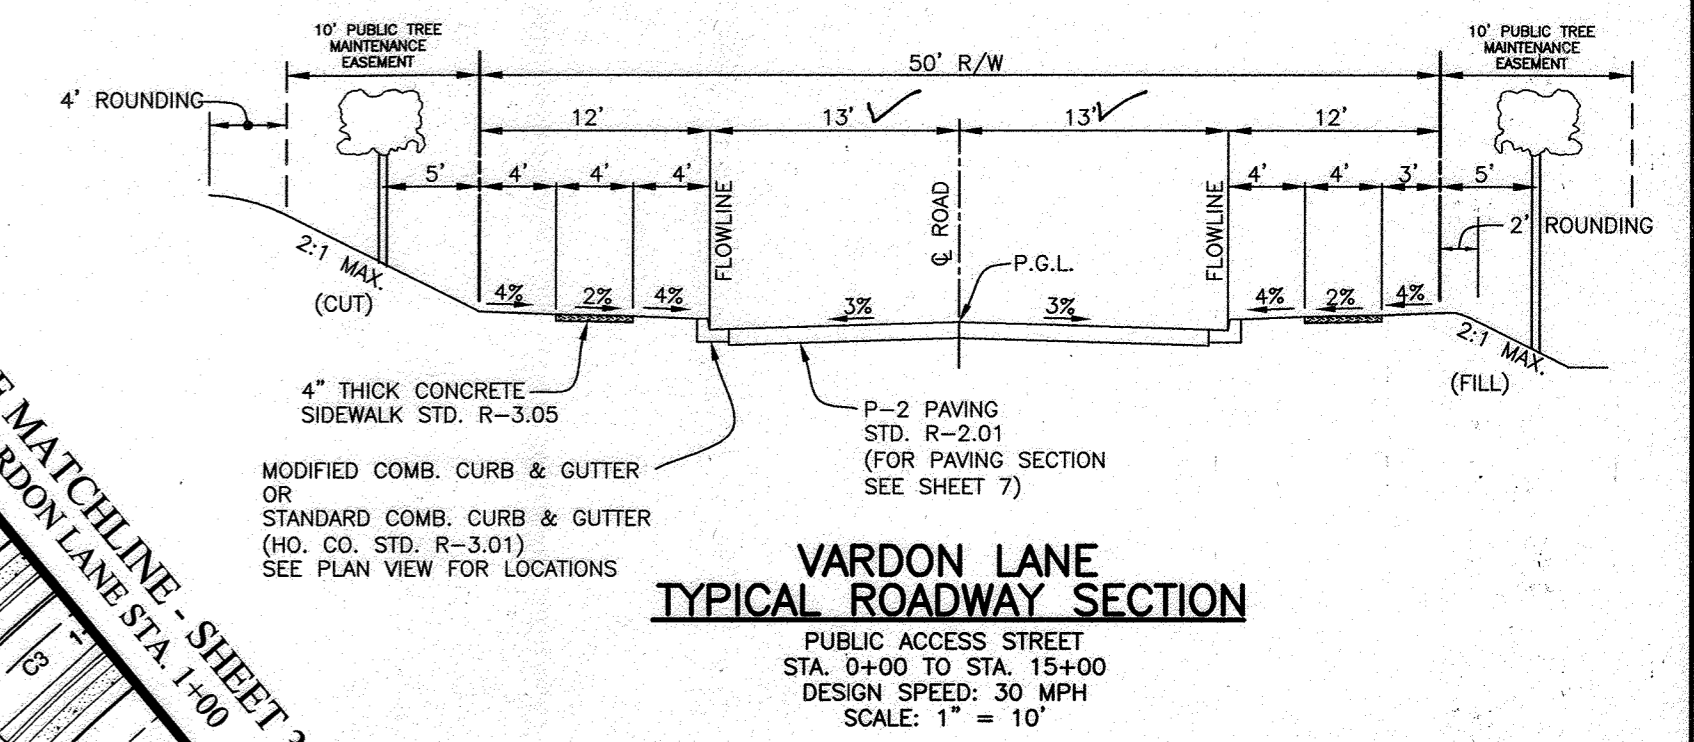 10' PUBLIC TREE
MAINTENANCE
EASEMENT
10' PUBLIC TREE
MAINTENANCE
EASEMENT
50' R/W
4' ROUNDING
12'
13'
13'
12'
5'
4'
4'
4'
4'
4'
3'
5'
FLOWLINE
℄ ROAD
FLOWLINE
2' ROUNDING
2:1 MAX.
(CUT)
P.G.L.
4%
2%
4%
3%
3%
4%
2%
4%
2:1 MAX.
(FILL)
4" THICK CONCRETE
SIDEWALK STD. R-3.05
P-2 PAVING
STD. R-2.01
(FOR PAVING SECTION
SEE SHEET 7)
MODIFIED COMB. CURB & GUTTER
OR
STANDARD COMB. CURB & GUTTER
(HO. CO. STD. R-3.01)
SEE PLAN VIEW FOR LOCATIONS
VARDON LANE
TYPICAL ROADWAY SECTION
PUBLIC ACCESS STREET
STA. 0+00 TO STA. 15+00
DESIGN SPEED: 30 MPH
SCALE: 1" = 10'
MATCHLINE - SHEET
LANE STA. 1+00
C3